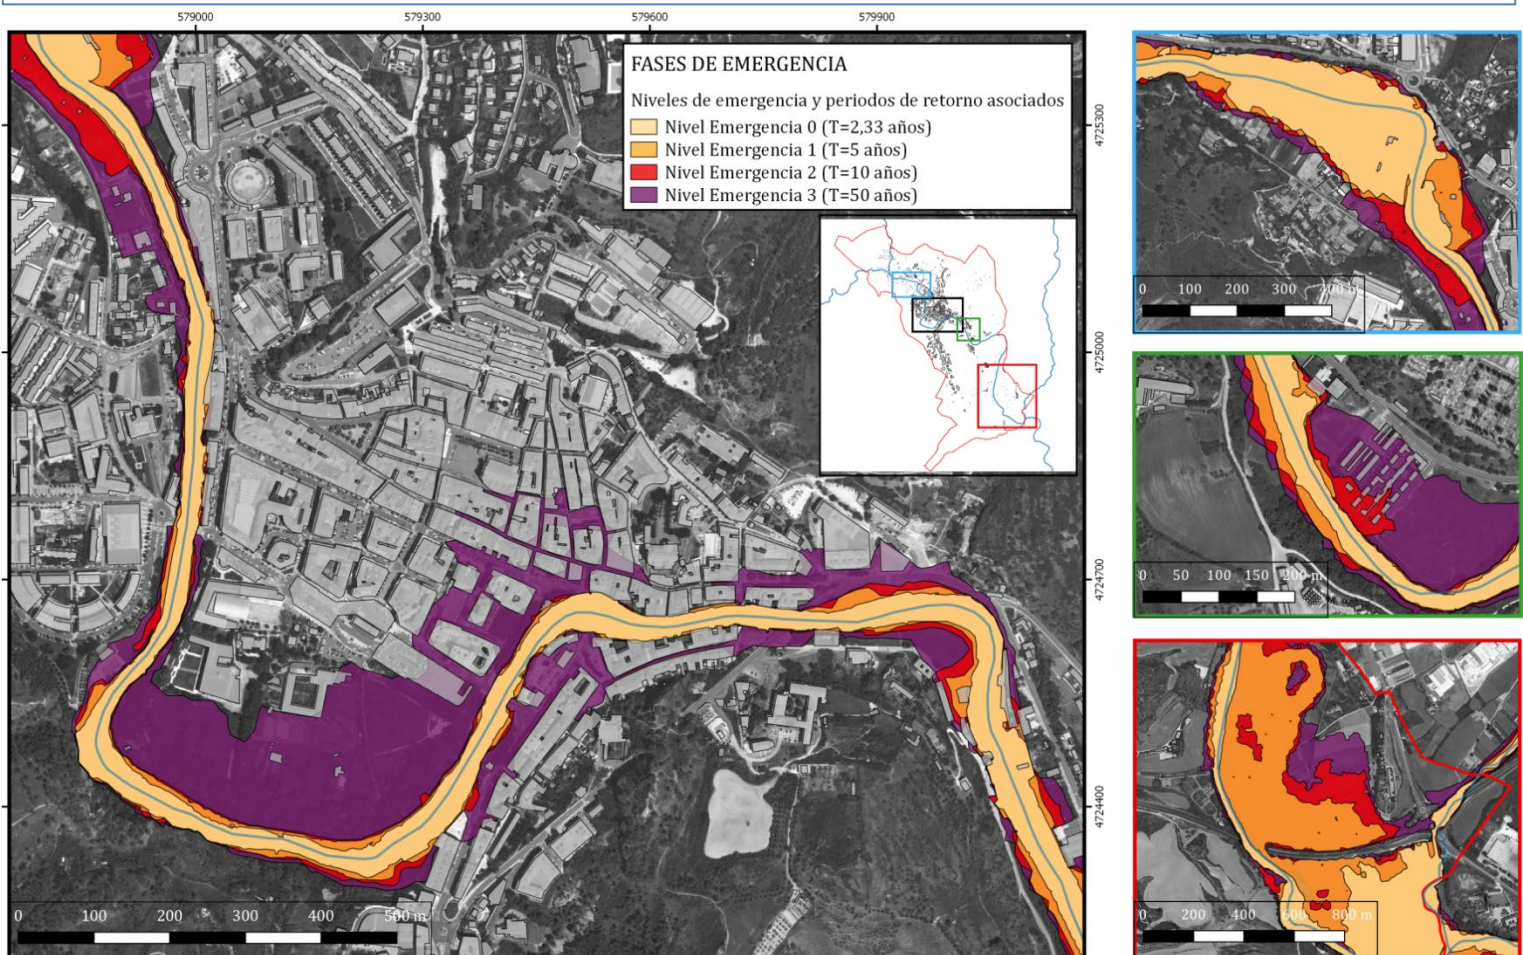 579000 579300 579600 579900
FASES DE EMERGENCIA
Niveles de emergencia y periodos de retorno asociados
Nivel Emergencia 0 (T=2,33 años)
Nivel Emergencia 1 (T=5 años)
Nivel Emergencia 2 (T=10 años)
Nivel Emergencia 3 (T=50 años)
4725300
4725000
4724700
4724400
0 100 200 300 400 500 m
0 100 200 300 400 m
0 50 100 150 200 m
0 200 400 600 800 m